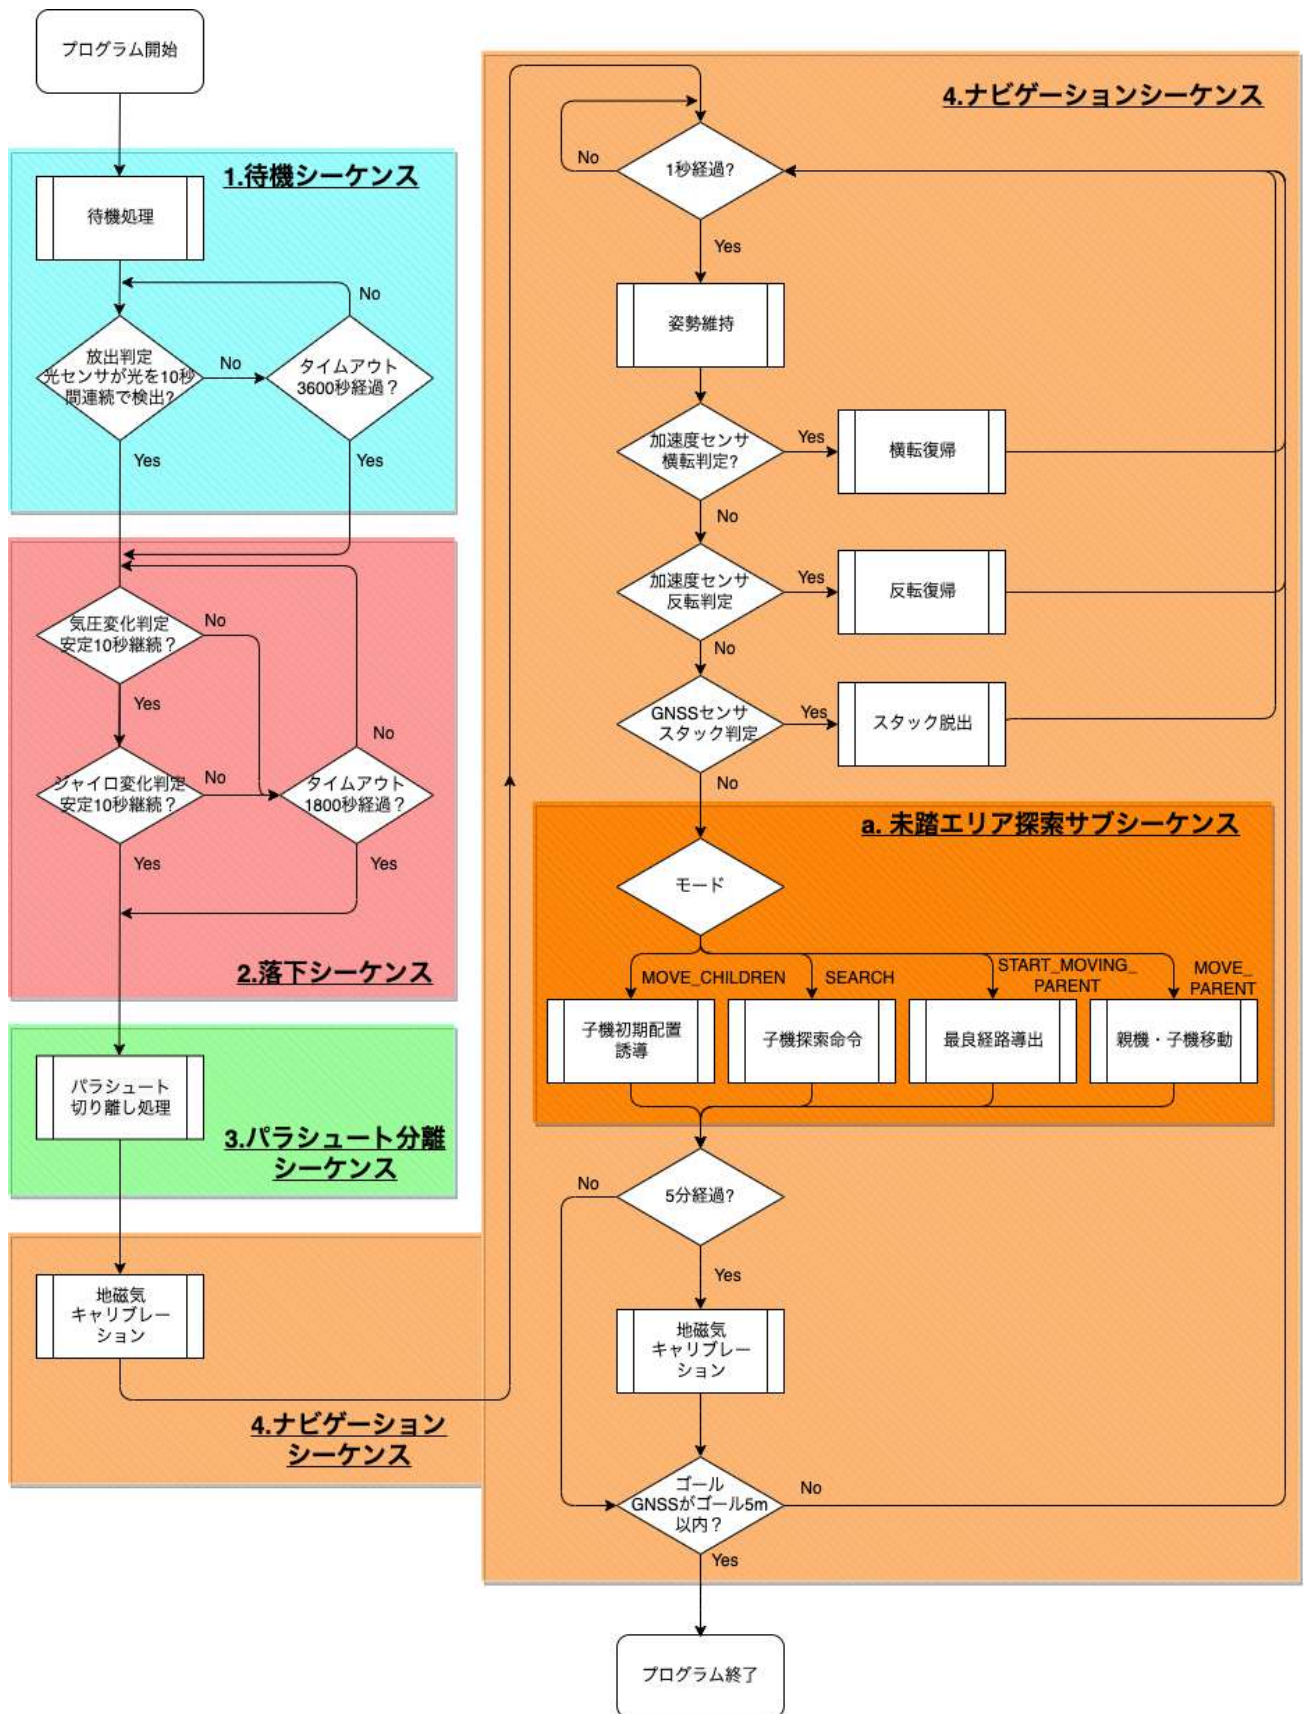 プログラム開始
1.待機シーケンス
待機処理
No
放出判定
光センサが光を10秒
間連続で検出?
No
タイムアウト
3600秒経過？
Yes
Yes
気圧変化判定
安定10秒継続？
No
Yes
No
ジャイロ変化判定
安定10秒継続？
No
タイムアウト
1800秒経過？
Yes
Yes
2.落下シーケンス
パラシュート
切り離し処理
3.パラシュート分離
シーケンス
地磁気
キャリブレー
ション
4.ナビゲーション
シーケンス
4.ナビゲーションシーケンス
1秒経過?
No
Yes
姿勢維持
加速度センサ
横転判定?
Yes
横転復帰
No
加速度センサ
反転判定
Yes
反転復帰
No
GNSSセンサ
スタック判定
Yes
スタック脱出
No
a. 未踏エリア探索サブシーケンス
モード
MOVE_CHILDREN
SEARCH
START_MOVING_
PARENT
MOVE_
PARENT
子機初期配置
誘導
子機探索命令
最良経路導出
親機・子機移動
5分経過?
No
Yes
地磁気
キャリブレー
ション
ゴール
GNSSがゴール5m
以内？
No
Yes
プログラム終了